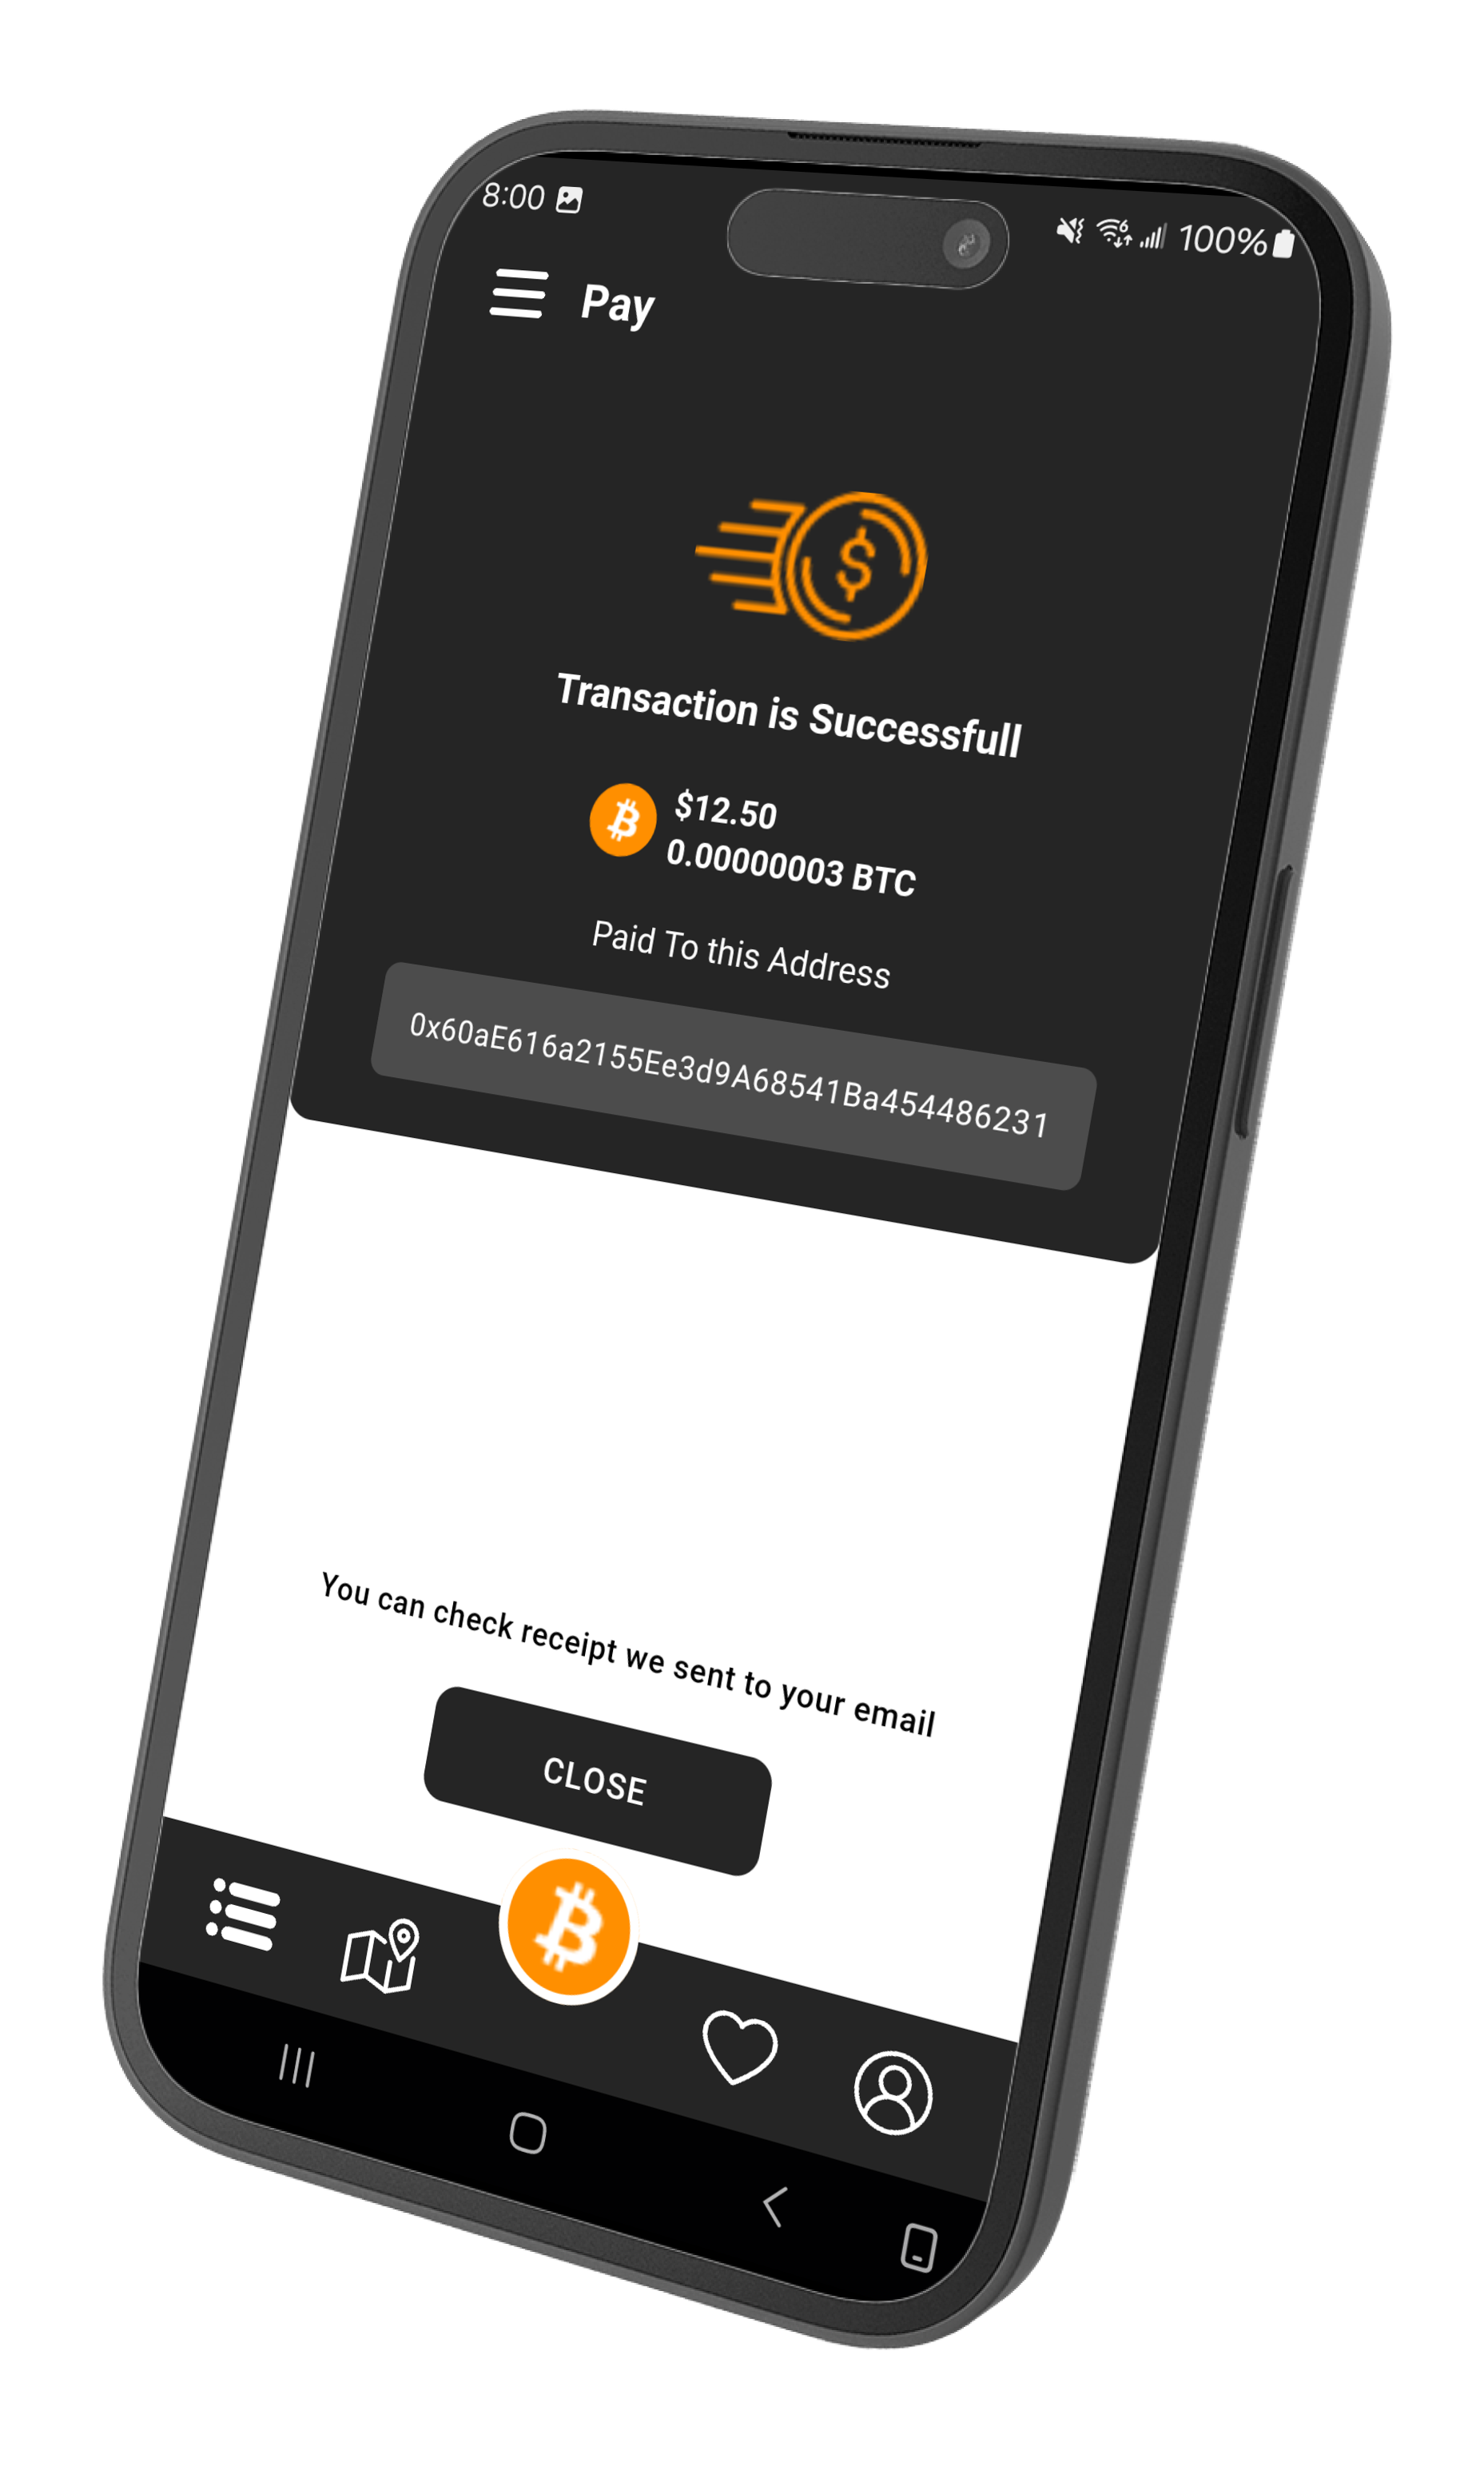 8:00 100%
Pay
Transaction is Successfull
$12.50
0.00000003 BTC
Paid To this Address
0x60aE616a2155Ee3d9A68541Ba454486231
You can check receipt we sent to your email
CLOSE